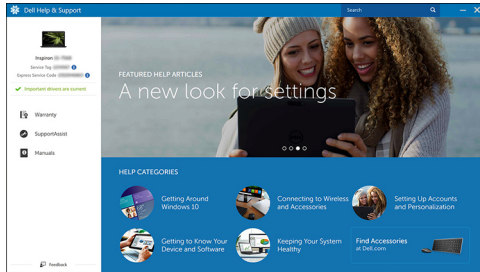 Dell Help & Support
Search
Inspiron
Service Tag
Express Service Code
Important drivers are current
Warranty
SupportAssist
Manuals
Feedback
FEATURED HELP ARTICLES
A new look for settings
HELP CATEGORIES
Getting Around
Windows 10
Connecting to Wireless
and Accessories
Setting Up Accounts
and Personalization
Getting to Know Your
Device and Software
Keeping Your System
Healthy
Find Accessories
at Dell.com